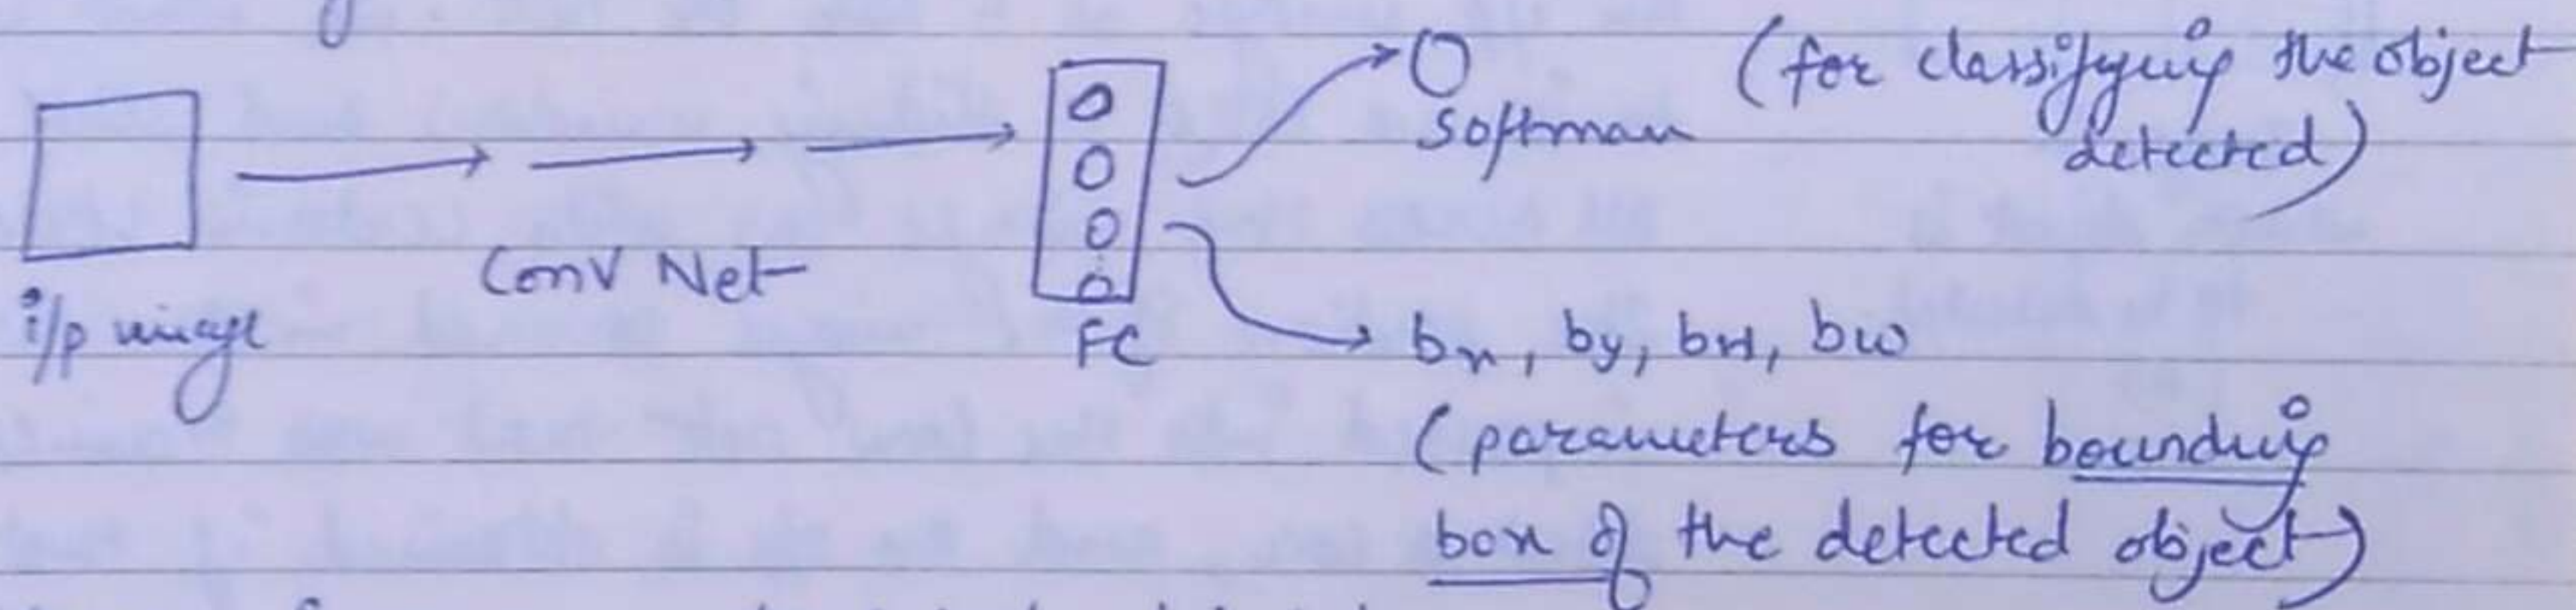 (for classifying the object
detected)
Softmax
Conv Net
i/p image
FC
bx, by, bH, bw
(parameters for bounding
box of the detected object)